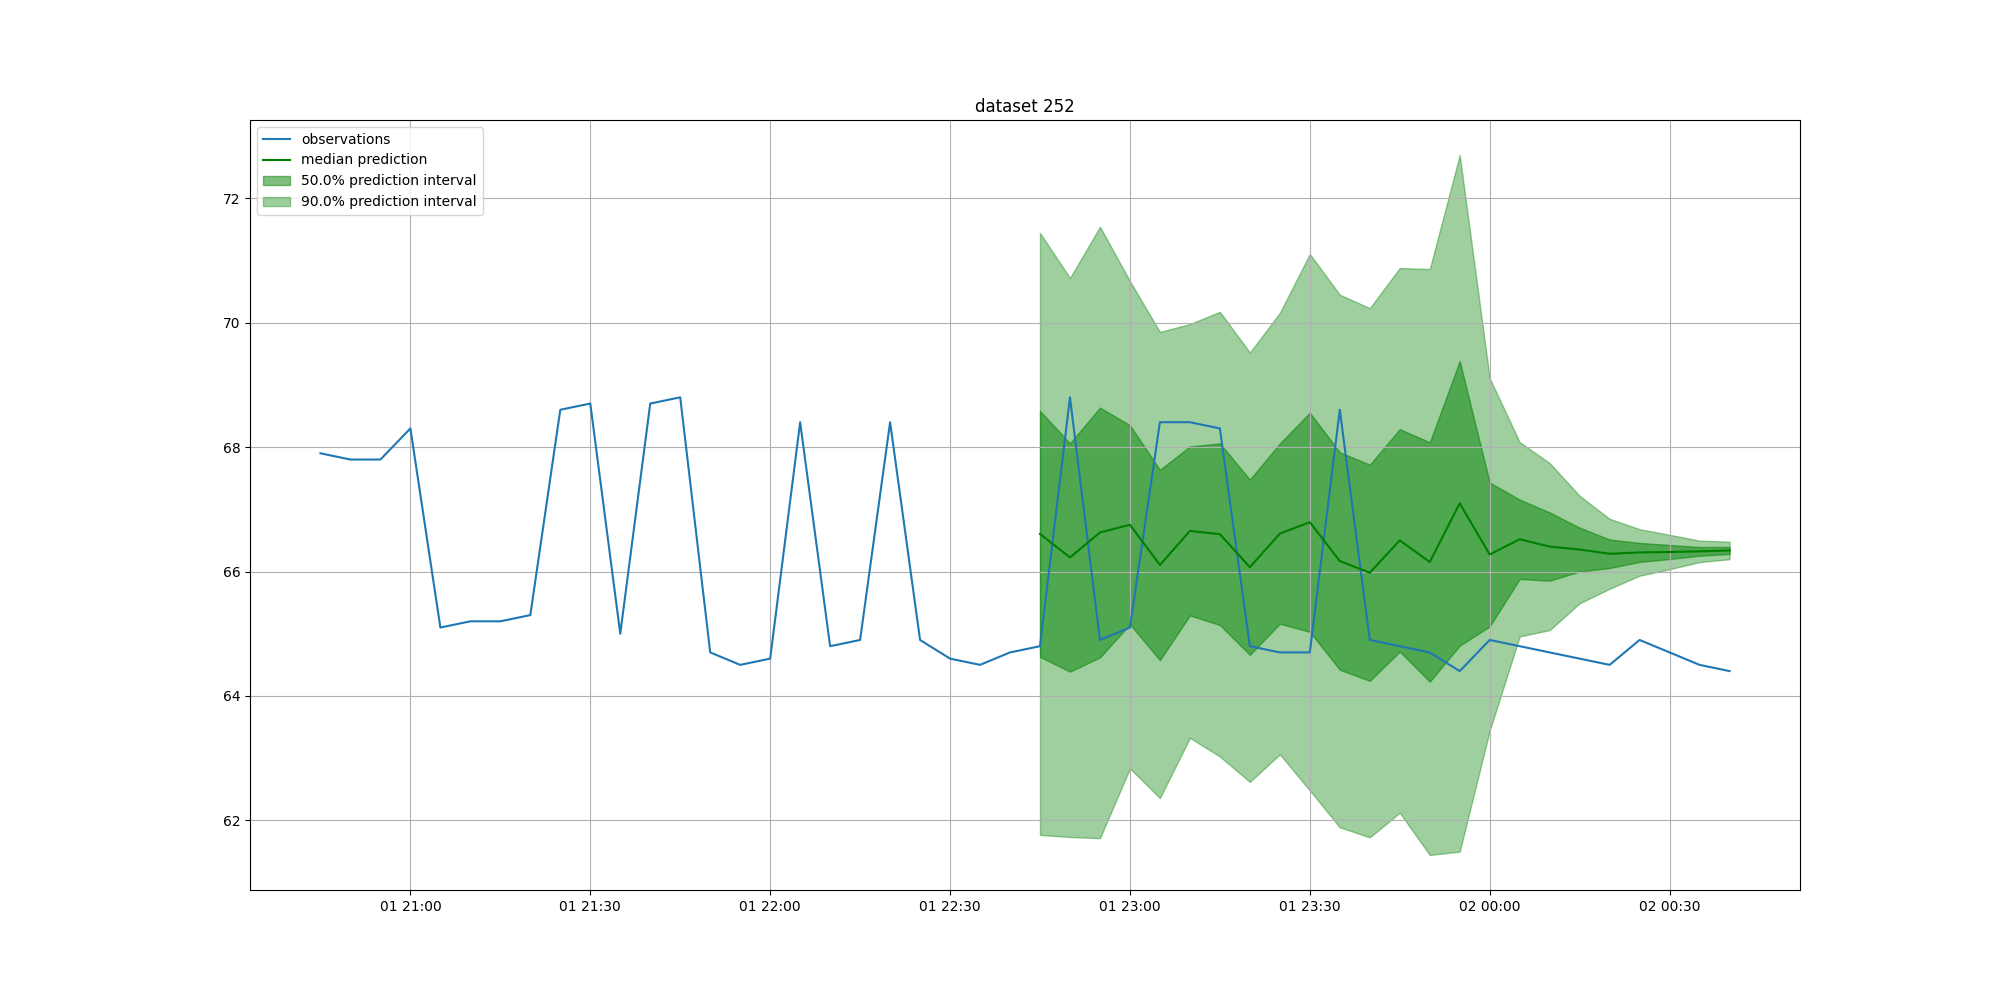 dataset 252
observations
median prediction
50.0% prediction interval
90.0% prediction interval
72
70
68
66
64
62
01 21:00
01 21:30
01 22:00
01 22:30
01 23:00
01 23:30
02 00:00
02 00:30